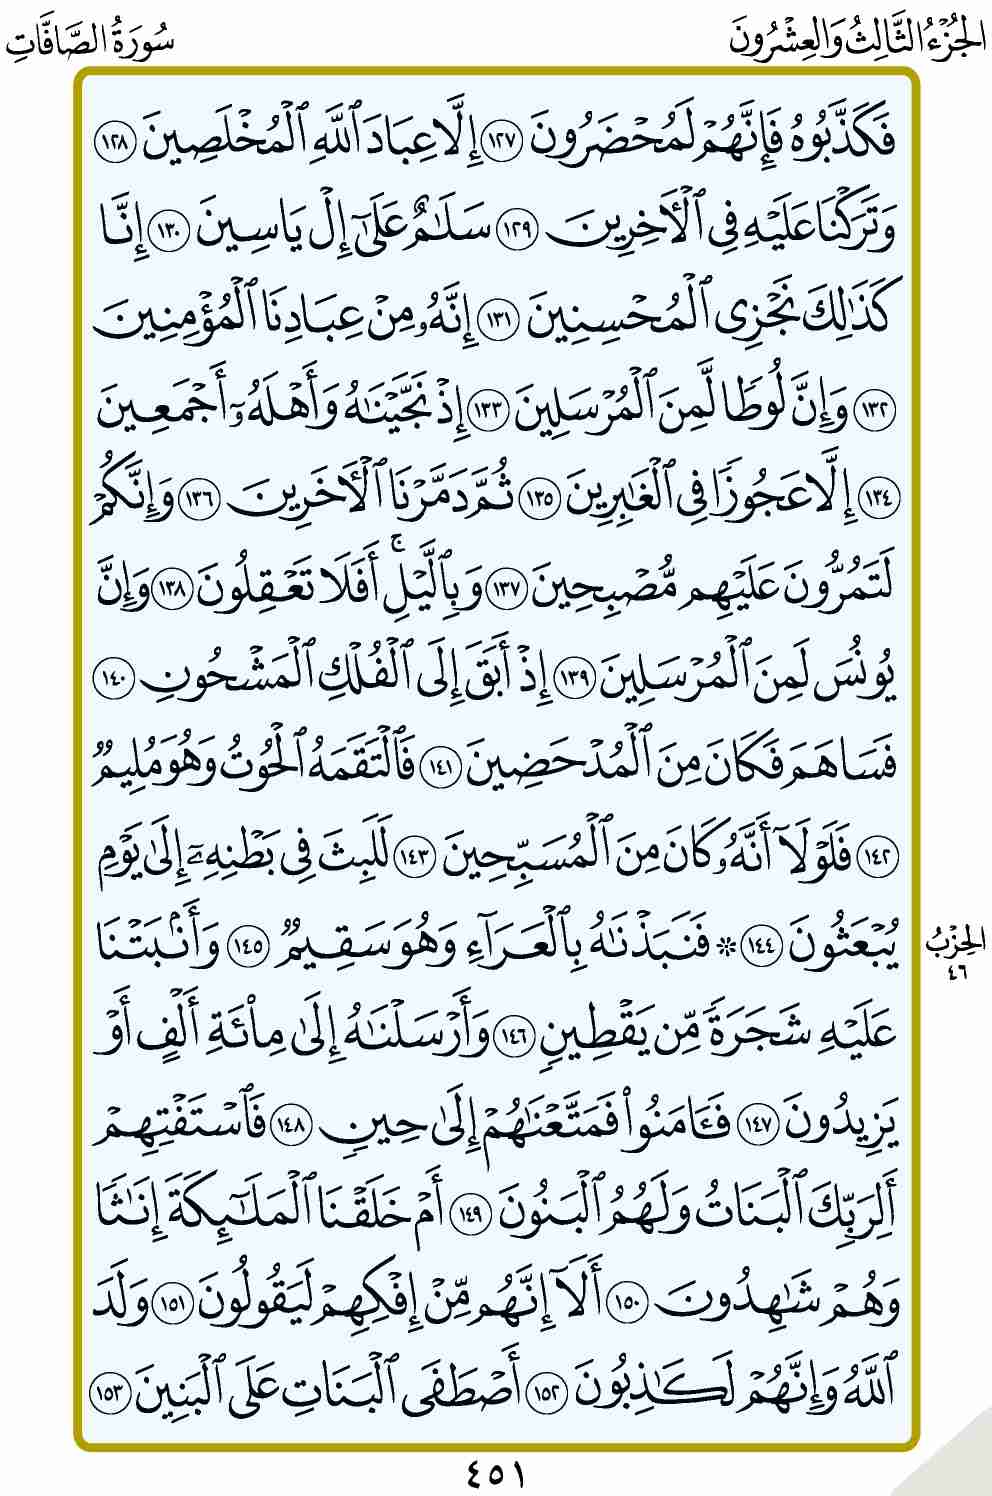 الجُزْءُ الثَّالِثُ وَالعِشْرُونَ
سُورَةُ الصَّافَّاتِ
فَكَذَّبُوهُ فَإِنَّهُمْ لَمُحْضَرُونَ ١٢٧ إِلَّا عِبَادَ ٱللَّهِ ٱلْمُخْلَصِينَ ١٢٨
وَتَرَكْنَا عَلَيْهِ فِي ٱلْأَخِرِينَ ١٢٩ سَلَٰمٌ عَلَىٰٓ إِلْ يَاسِينَ ١٣٠ إِنَّا
كَذَٰلِكَ نَجْزِي ٱلْمُحْسِنِينَ ١٣١ إِنَّهُۥ مِنْ عِبَادِنَا ٱلْمُؤْمِنِينَ
١٣٢ وَإِنَّ لُوطًا لَّمِنَ ٱلْمُرْسَلِينَ ١٣٣ إِذْ نَجَّيْنَٰهُ وَأَهْلَهُۥٓ أَجْمَعِينَ
١٣٤ إِلَّا عَجُوزًا فِي ٱلْغَٰبِرِينَ ١٣٥ ثُمَّ دَمَّرْنَا ٱلْأَخَرِينَ ١٣٦ وَإِنَّكُمْ
لَتَمُرُّونَ عَلَيْهِم مُّصْبِحِينَ ١٣٧ وَبِٱلَّيْلِۚ أَفَلَا تَعْقِلُونَ ١٣٨ وَإِنَّ
يُونُسَ لَمِنَ ٱلْمُرْسَلِينَ ١٣٩ إِذْ أَبَقَ إِلَى ٱلْفُلْكِ ٱلْمَشْحُونِ ١٤٠
فَسَاهَمَ فَكَانَ مِنَ ٱلْمُدْحَضِينَ ١٤١ فَٱلْتَقَمَهُ ٱلْحُوتُ وَهُوَ مُلِيمٌ
١٤٢ فَلَوْلَآ أَنَّهُۥ كَانَ مِنَ ٱلْمُسَبِّحِينَ ١٤٣ لَلَبِثَ فِي بَطْنِهِۦٓ إِلَىٰ يَوْمِ
يُبْعَثُونَ ١٤٤ ۞ فَنَبَذْنَٰهُ بِٱلْعَرَآءِ وَهُوَ سَقِيمٌ ١٤٥ وَأَنۢبَتْنَا
الحِزْبُ
٤٦
عَلَيْهِ شَجَرَةً مِّن يَقْطِينٍ ١٤٦ وَأَرْسَلْنَٰهُ إِلَىٰ مِا۟ئَةِ أَلْفٍ أَوْ
يَزِيدُونَ ١٤٧ فَـَٔامَنُوا۟ فَمَتَّعْنَٰهُمْ إِلَىٰ حِينٍ ١٤٨ فَٱسْتَفْتِهِمْ
أَلِرَبِّكَ ٱلْبَنَاتُ وَلَهُمُ ٱلْبَنُونَ ١٤٩ أَمْ خَلَقْنَا ٱلْمَلَٰٓئِكَةَ إِنَٰثًا
وَهُمْ شَٰهِدُونَ ١٥٠ أَلَآ إِنَّهُم مِّنْ إِفْكِهِمْ لَيَقُولُونَ ١٥١ وَلَدَ
ٱللَّهُ وَإِنَّهُمْ لَكَٰذِبُونَ ١٥٢ أَصْطَفَى ٱلْبَنَاتِ عَلَى ٱلْبَنِينَ ١٥٣
٤٥١